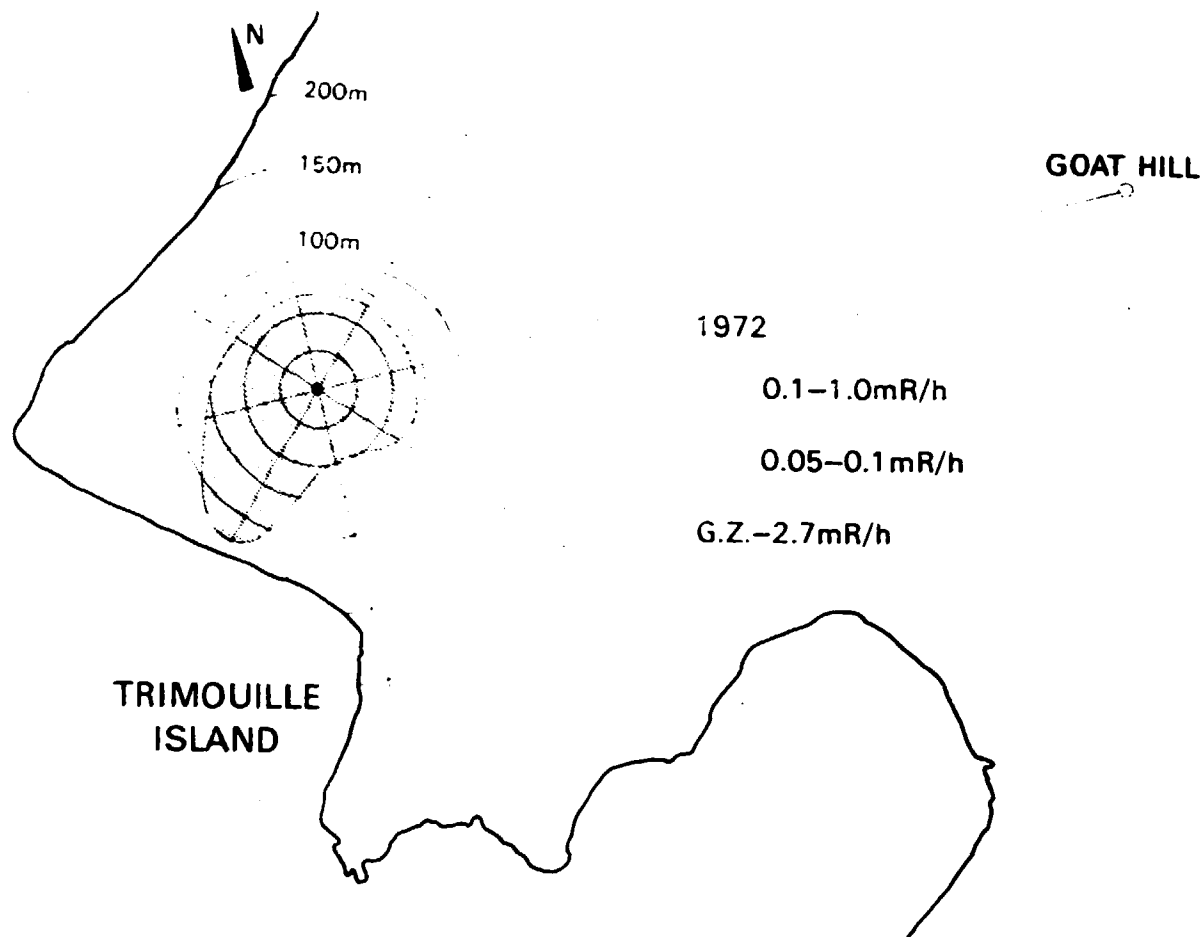 N
200m
150m
100m
GOAT HILL
1972
0.1–1.0mR/h
0.05–0.1mR/h
G.Z.–2.7mR/h
TRIMOUILLE
ISLAND